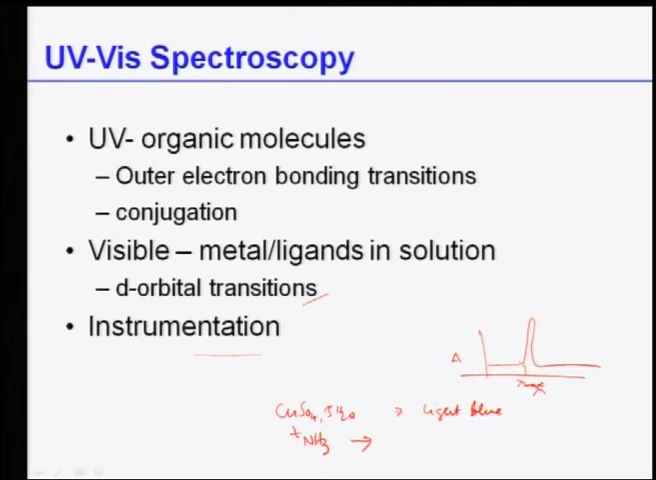 UV-Vis Spectroscopy
• UV- organic molecules
– Outer electron bonding transitions
– conjugation
• Visible – metal/ligands in solution
– d-orbital transitions
• Instrumentation
A
λmax
CuSO4.5H2O → Light Blue
+NH3 →